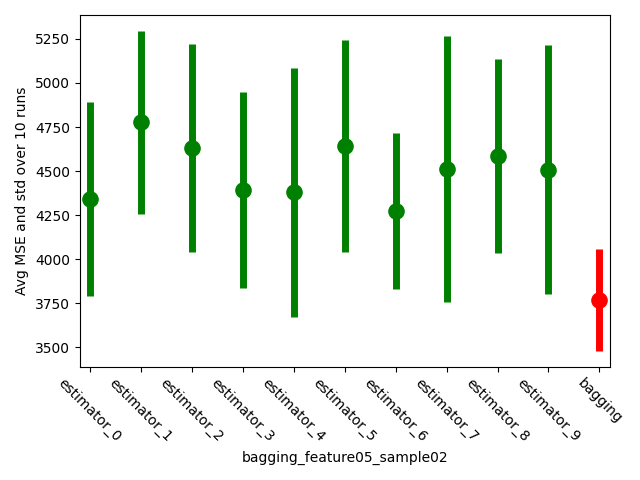 Avg MSE and std over 10 runs
5250
5000
4750
4500
4250
4000
3750
3500
estimator_0
estimator_1
estimator_2
estimator_3
estimator_4
estimator_5
estimator_6
estimator_7
estimator_8
estimator_9
bagging
bagging_feature05_sample02